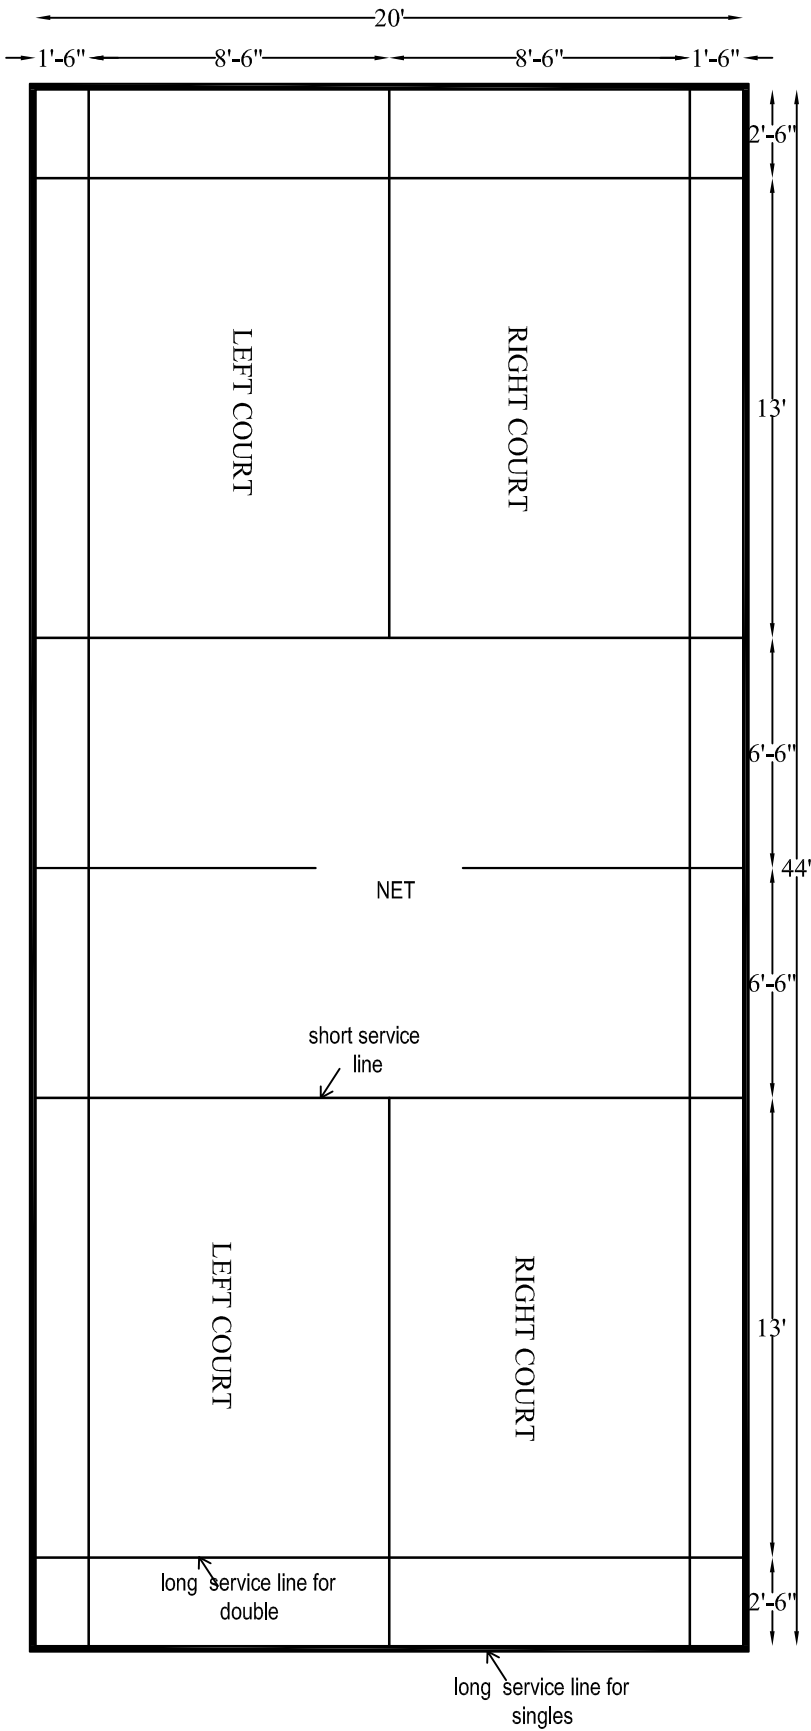 20'
1'-6" 8'-6" 8'-6" 1'-6"
2'-6"
LEFT COURT
RIGHT COURT
13'
6'-6"
44'
NET
6'-6"
short service
line
LEFT COURT
RIGHT COURT
13'
long service line for
double
2'-6"
long service line for
singles